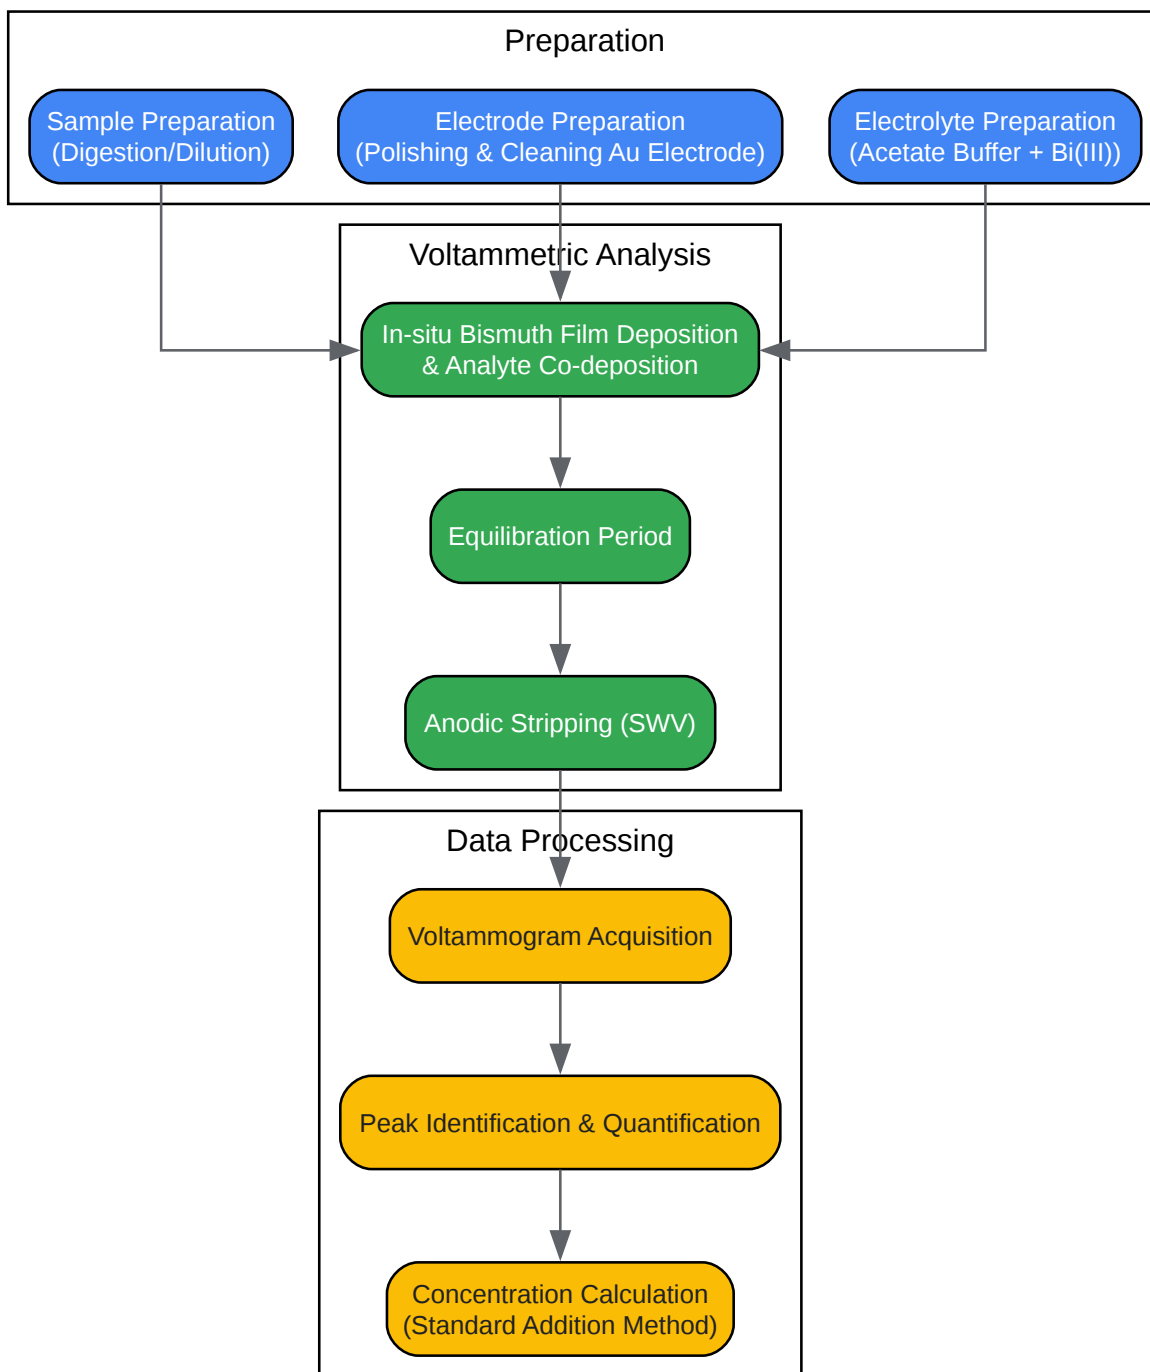 Preparation
Sample Preparation
(Digestion/Dilution)
Electrode Preparation
(Polishing & Cleaning Au Electrode)
Electrolyte Preparation
(Acetate Buffer + Bi(III))
Voltammetric Analysis
In-situ Bismuth Film Deposition
& Analyte Co-deposition
Equilibration Period
Anodic Stripping (SWV)
Data Processing
Voltammogram Acquisition
Peak Identification & Quantification
Concentration Calculation
(Standard Addition Method)